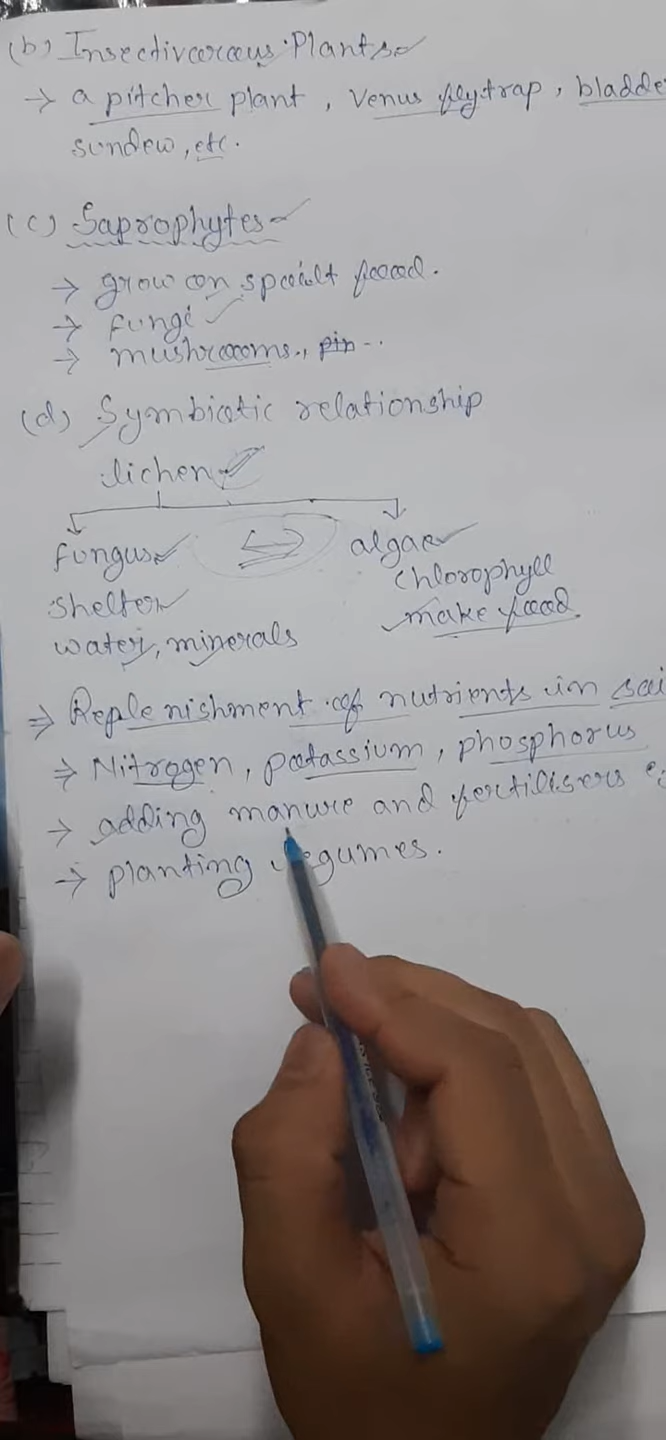 (b) Insectivorous Plants
→ a pitcher plant, Venus flytrap, bladde
sundew, etc.
(c) Saprophytes
→ grow on spoilt food.
→ fungi
→ mushrooms,
(d) Symbiotic relationship
lichen
fungus algae
chlorophyll
shelter make food
water, minerals
⇒ Replenishment of nutrients in soi
→ Nitrogen, potassium, phosphorus
→ adding manure and fertilisers
→ planting legumes.